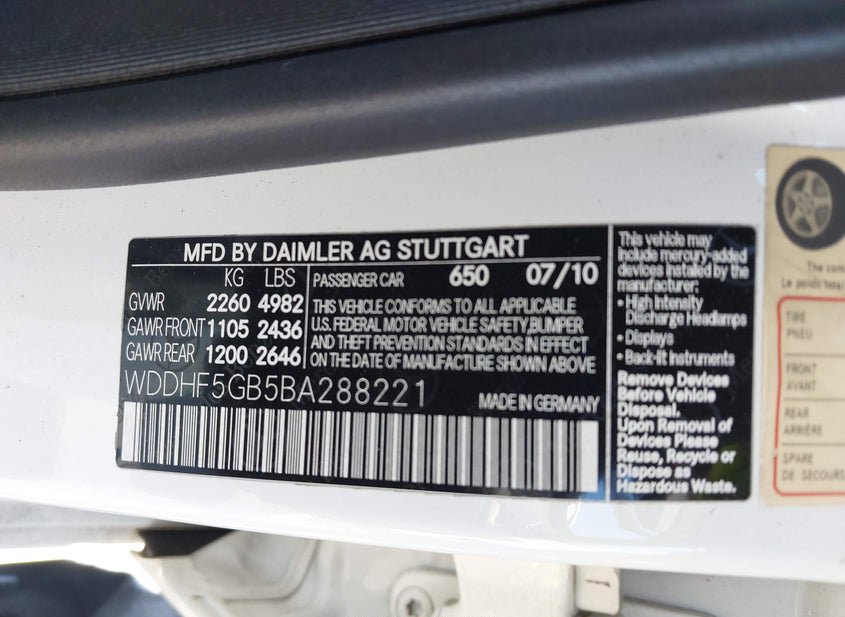 MFD BY DAIMLER AG STUTTGART
KG LBS
GVWR 2260 4982
GAWR FRONT 1105 2436
GAWR REAR 1200 2646
PASSENGER CAR 650 07/10
THIS VEHICLE CONFORMS TO ALL APPLICABLE
U.S. FEDERAL MOTOR VEHICLE SAFETY, BUMPER
AND THEFT PREVENTION STANDARDS IN EFFECT
ON THE DATE OF MANUFACTURE SHOWN ABOVE
WDDHF5GB5BA288221
MADE IN GERMANY
This vehicle may
include mercury-added
devices installed by the
manufacturer:
• High Intensity
Discharge Headlamps
• Displays
• Back-lit Instruments
Remove Devices
Before Vehicle
Disposal.
Upon Removal of
Devices Please
Reuse, Recycle or
Dispose as
Hazardous Waste.
The com
Le poids total
TIRE
PNEU
FRONT
AVANT
REAR
ARRIÈRE
SPARE
DE SECOURS